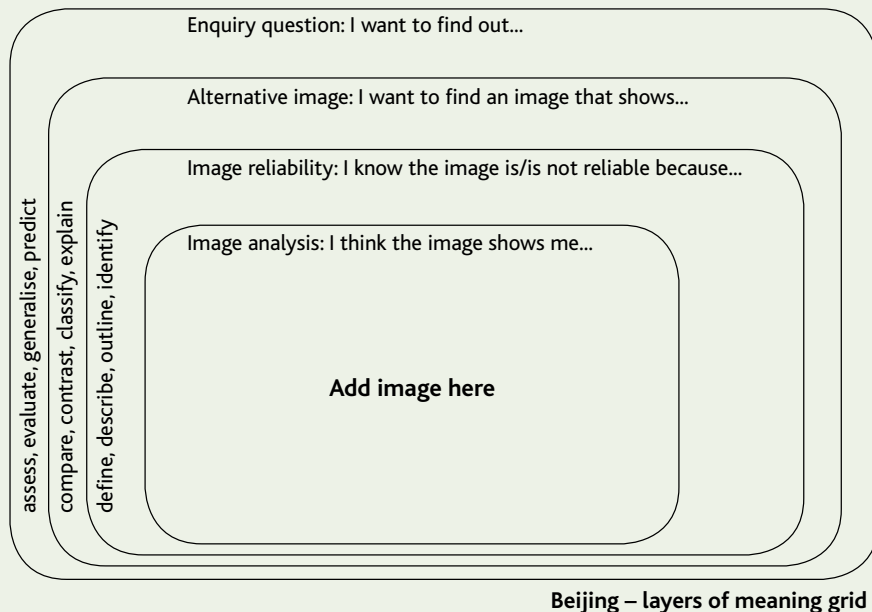 Enquiry question: I want to find out...
Alternative image: I want to find an image that shows...
Image reliability: I know the image is/is not reliable because...
Image analysis: I think the image shows me...
assess, evaluate, generalise, predict
compare, contrast, classify, explain
define, describe, outline, identify
Add image here
Beijing – layers of meaning grid